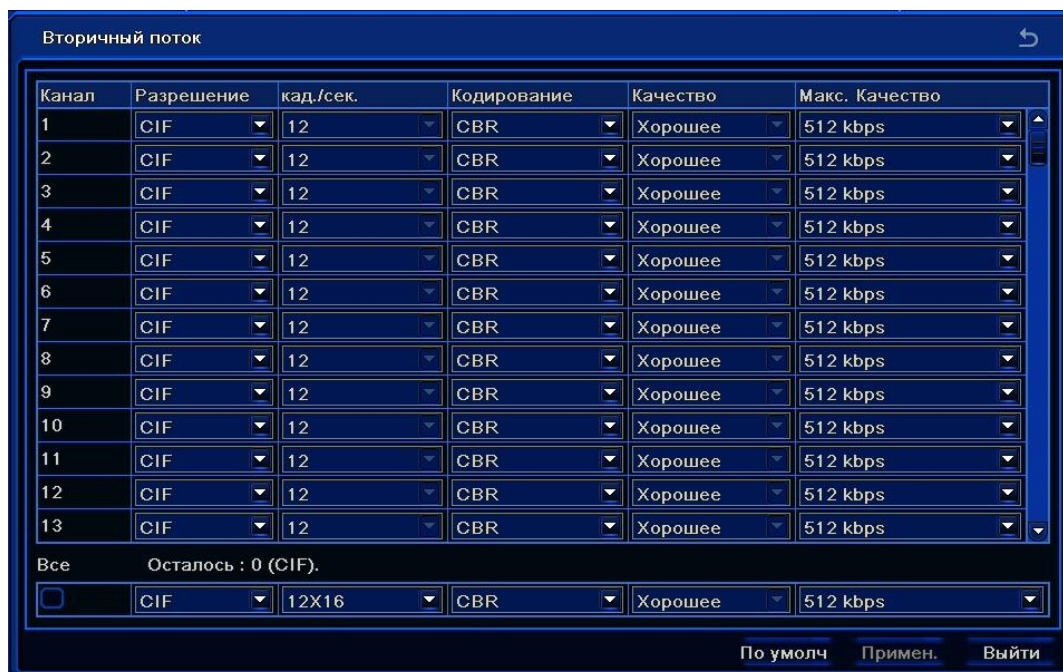 Вторичный поток
Канал Разрешение кад./сек. Кодирование Качество Макс. Качество
1 CIF 12 CBR Хорошее 512 kbps
2 CIF 12 CBR Хорошее 512 kbps
3 CIF 12 CBR Хорошее 512 kbps
4 CIF 12 CBR Хорошее 512 kbps
5 CIF 12 CBR Хорошее 512 kbps
6 CIF 12 CBR Хорошее 512 kbps
7 CIF 12 CBR Хорошее 512 kbps
8 CIF 12 CBR Хорошее 512 kbps
9 CIF 12 CBR Хорошее 512 kbps
10 CIF 12 CBR Хорошее 512 kbps
11 CIF 12 CBR Хорошее 512 kbps
12 CIF 12 CBR Хорошее 512 kbps
13 CIF 12 CBR Хорошее 512 kbps
Все Осталось : 0 (CIF).
CIF 12X16 CBR Хорошее 512 kbps
По умолч Примен. Выйти